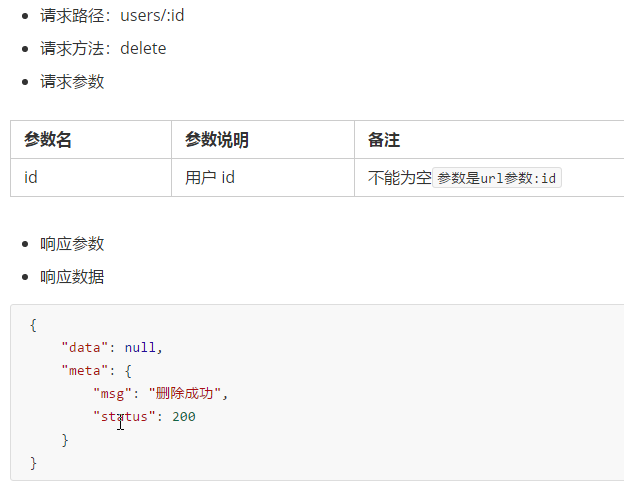 请求路径：users/:id
请求方法：delete
请求参数
参数名 参数说明 备注
id 用户 id 不能为空参数是url参数:id
响应参数
响应数据
{
"data": null,
"meta": {
"msg": "删除成功",
"status": 200
}
}